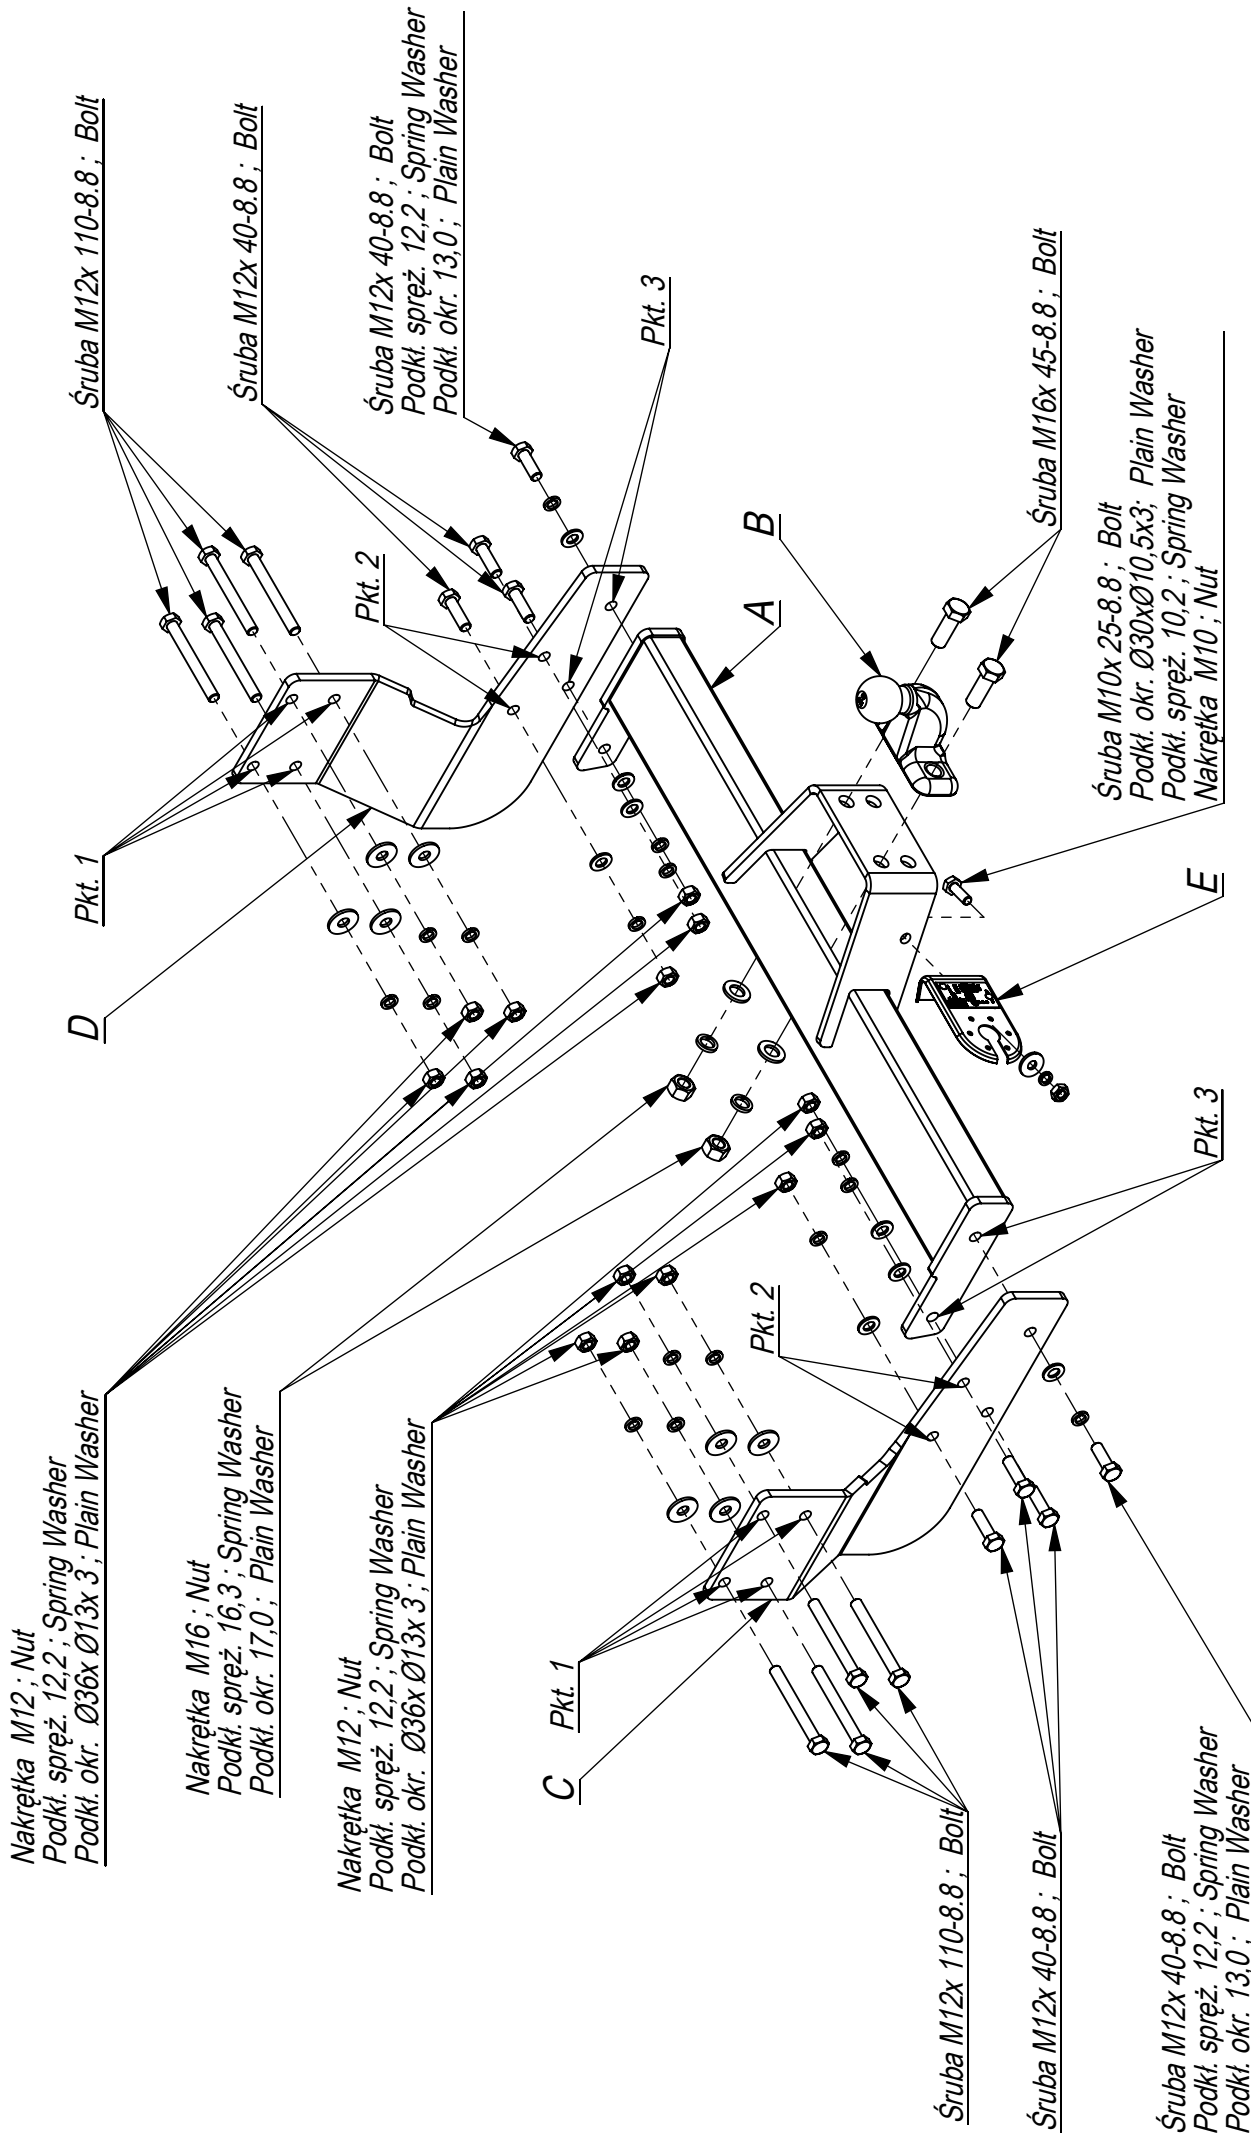 Nakrętka M12 ; Nut
Podkł. spręż. 12,2 ; Spring Washer
Podkł. okr. Ø36x Ø13x 3 ; Plain Washer
Nakrętka M16 ; Nut
Podkł. spręż. 16,3 ; Spring Washer
Podkł. okr. 17,0 ; Plain Washer
Nakrętka M12 ; Nut
Podkł. spręż. 12,2 ; Spring Washer
Podkł. okr. Ø36x Ø13x 3 ; Plain Washer
D
Pkt. 1
Śruba M12x 110-8.8 ; Bolt
Śruba M12x 40-8.8 ; Bolt
Pkt. 2
Śruba M12x 40-8.8 ; Bolt
Podkł. spręż. 12,2 ; Spring Washer
Podkł. okr. 13,0 ; Plain Washer
Pkt. 3
C
Pkt. 1
Pkt. 2
A
B
Śruba M16x 45-8.8 ; Bolt
Śruba M10x 25-8.8 ; Bolt
Podkł. okr. Ø30xØ10,5x3; Plain Washer
Podkł. spręż. 10,2 ; Spring Washer
Nakrętka M10 ; Nut
E
Pkt. 3
Śruba M12x 110-8.8 ; Bolt
Śruba M12x 40-8.8 ; Bolt
Śruba M12x 40-8.8 ; Bolt
Podkł. spręż. 12,2 ; Spring Washer
Podkł. okr. 13,0 ; Plain Washer